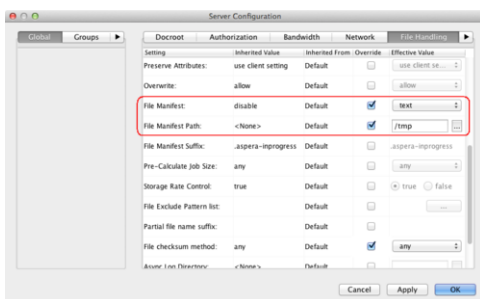 Server Configuration
Global Groups
Docroot Authorization Bandwidth Network File Handling
Setting Inherited Value Inherited From Override Effective Value
Preserve Attributes: use client setting Default use client se...
Overwrite: allow Default allow
File Manifest: disable Default text
File Manifest Path: <None> Default /tmp
File Manifest Suffix: .aspera-inprogress Default .aspera-inprogress
Pre-Calculate Job Size: any Default any
Storage Rate Control: true Default true false
File Exclude Pattern list: Default ...
Partial file name suffix: Default
File checksum method: any Default any
Async Log Directory: <None> Default
Cancel Apply OK